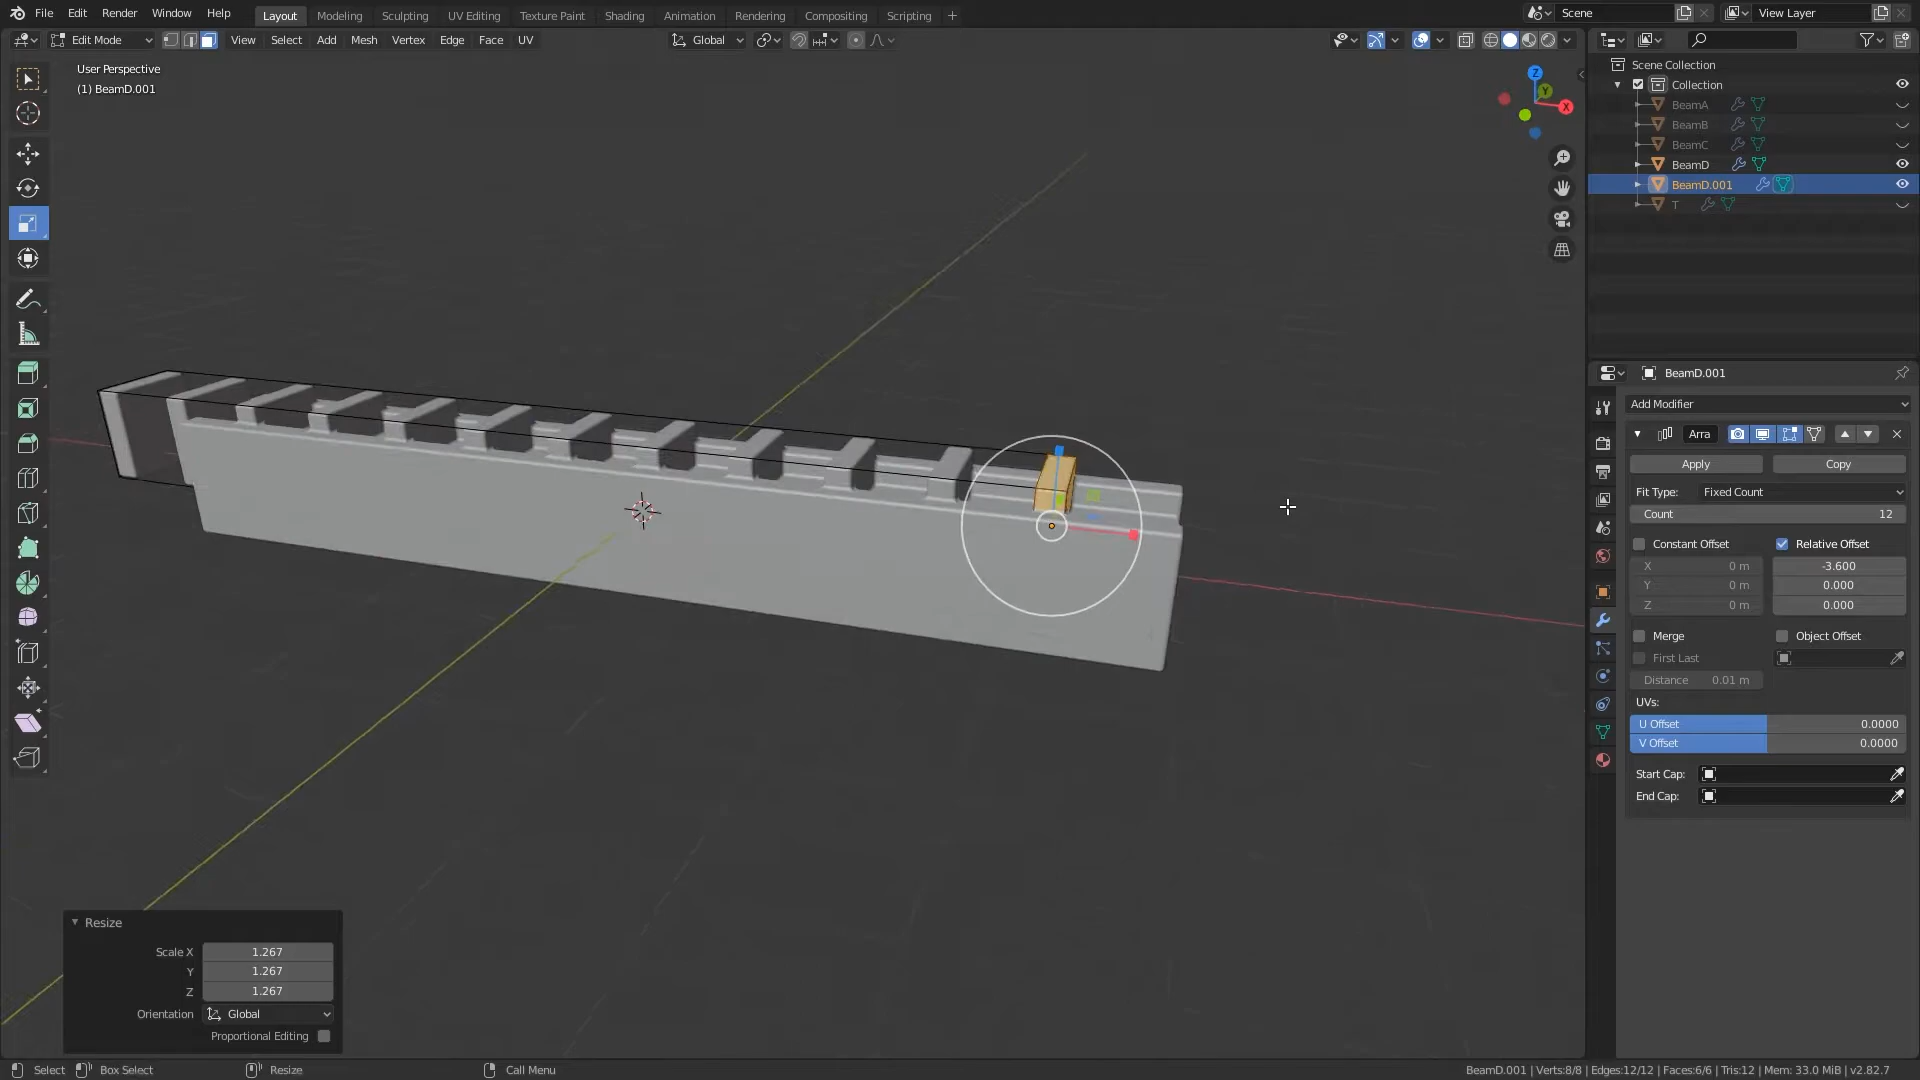 File Edit Render Window Help Layout Modeling Sculpting UV Editing Texture Paint Shading Animation Rendering Compositing Scripting + Scene View Layer
Edit Mode View Select Add Mesh Vertex Edge Face UV Global
User Perspective
(1) BeamD.001
Z
Y
X
Scene Collection
Collection
BeamA
BeamB
BeamC
BeamD
BeamD.001
T
BeamD.001
Add Modifier
Arra
Apply Copy
Fit Type: Fixed Count
Count 12
Constant Offset Relative Offset
X 0 m -3.600
Y 0 m 0.000
Z 0 m 0.000
Merge Object Offset
First Last
Distance 0.01 m
UVs:
U Offset 0.0000
V Offset 0.0000
Start Cap:
End Cap:
Resize
Scale X 1.267
Y 1.267
Z 1.267
Orientation Global
Proportional Editing
Select Box Select Resize Call Menu BeamD.001 | Verts:8/8 | Edges:12/12 | Faces:6/6 | Tris:12 | Mem: 33.0 MiB | v2.82.7